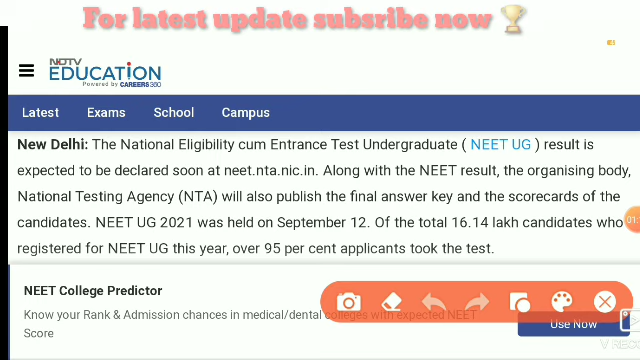 For latest update subsribe now 🏆
NDTV
EDUCATION
Powered by CAREERS360
Latest Exams School Campus
New Delhi: The National Eligibility cum Entrance Test Undergraduate ( NEET UG ) result is
expected to be declared soon at neet.nta.nic.in. Along with the NEET result, the organising body,
National Testing Agency (NTA) will also publish the final answer key and the scorecards of the
candidates. NEET UG 2021 was held on September 12. Of the total 16.14 lakh candidates who
registered for NEET UG this year, over 95 per cent applicants took the test.
NEET College Predictor
Know your Rank & Admission chances in medical/dental colleges with expected NEET
Score
Use Now